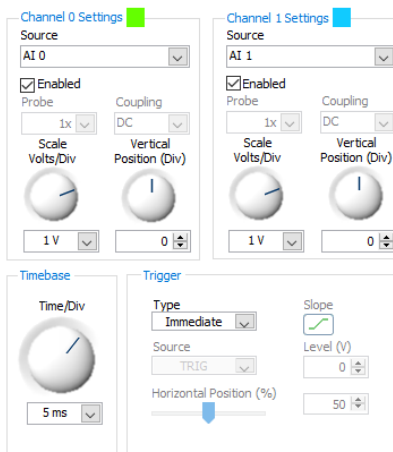 Channel 0 Settings
Source
AI 0
Enabled
Probe Coupling
1x DC
Scale Vertical
Volts/Div Position (Div)
1 V 0
Channel 1 Settings
Source
AI 1
Enabled
Probe Coupling
1x DC
Scale Vertical
Volts/Div Position (Div)
1 V 0
Timebase
Time/Div
5 ms
Trigger
Type Slope
Immediate
Source Level (V)
TRIG 0
Horizontal Position (%)
50